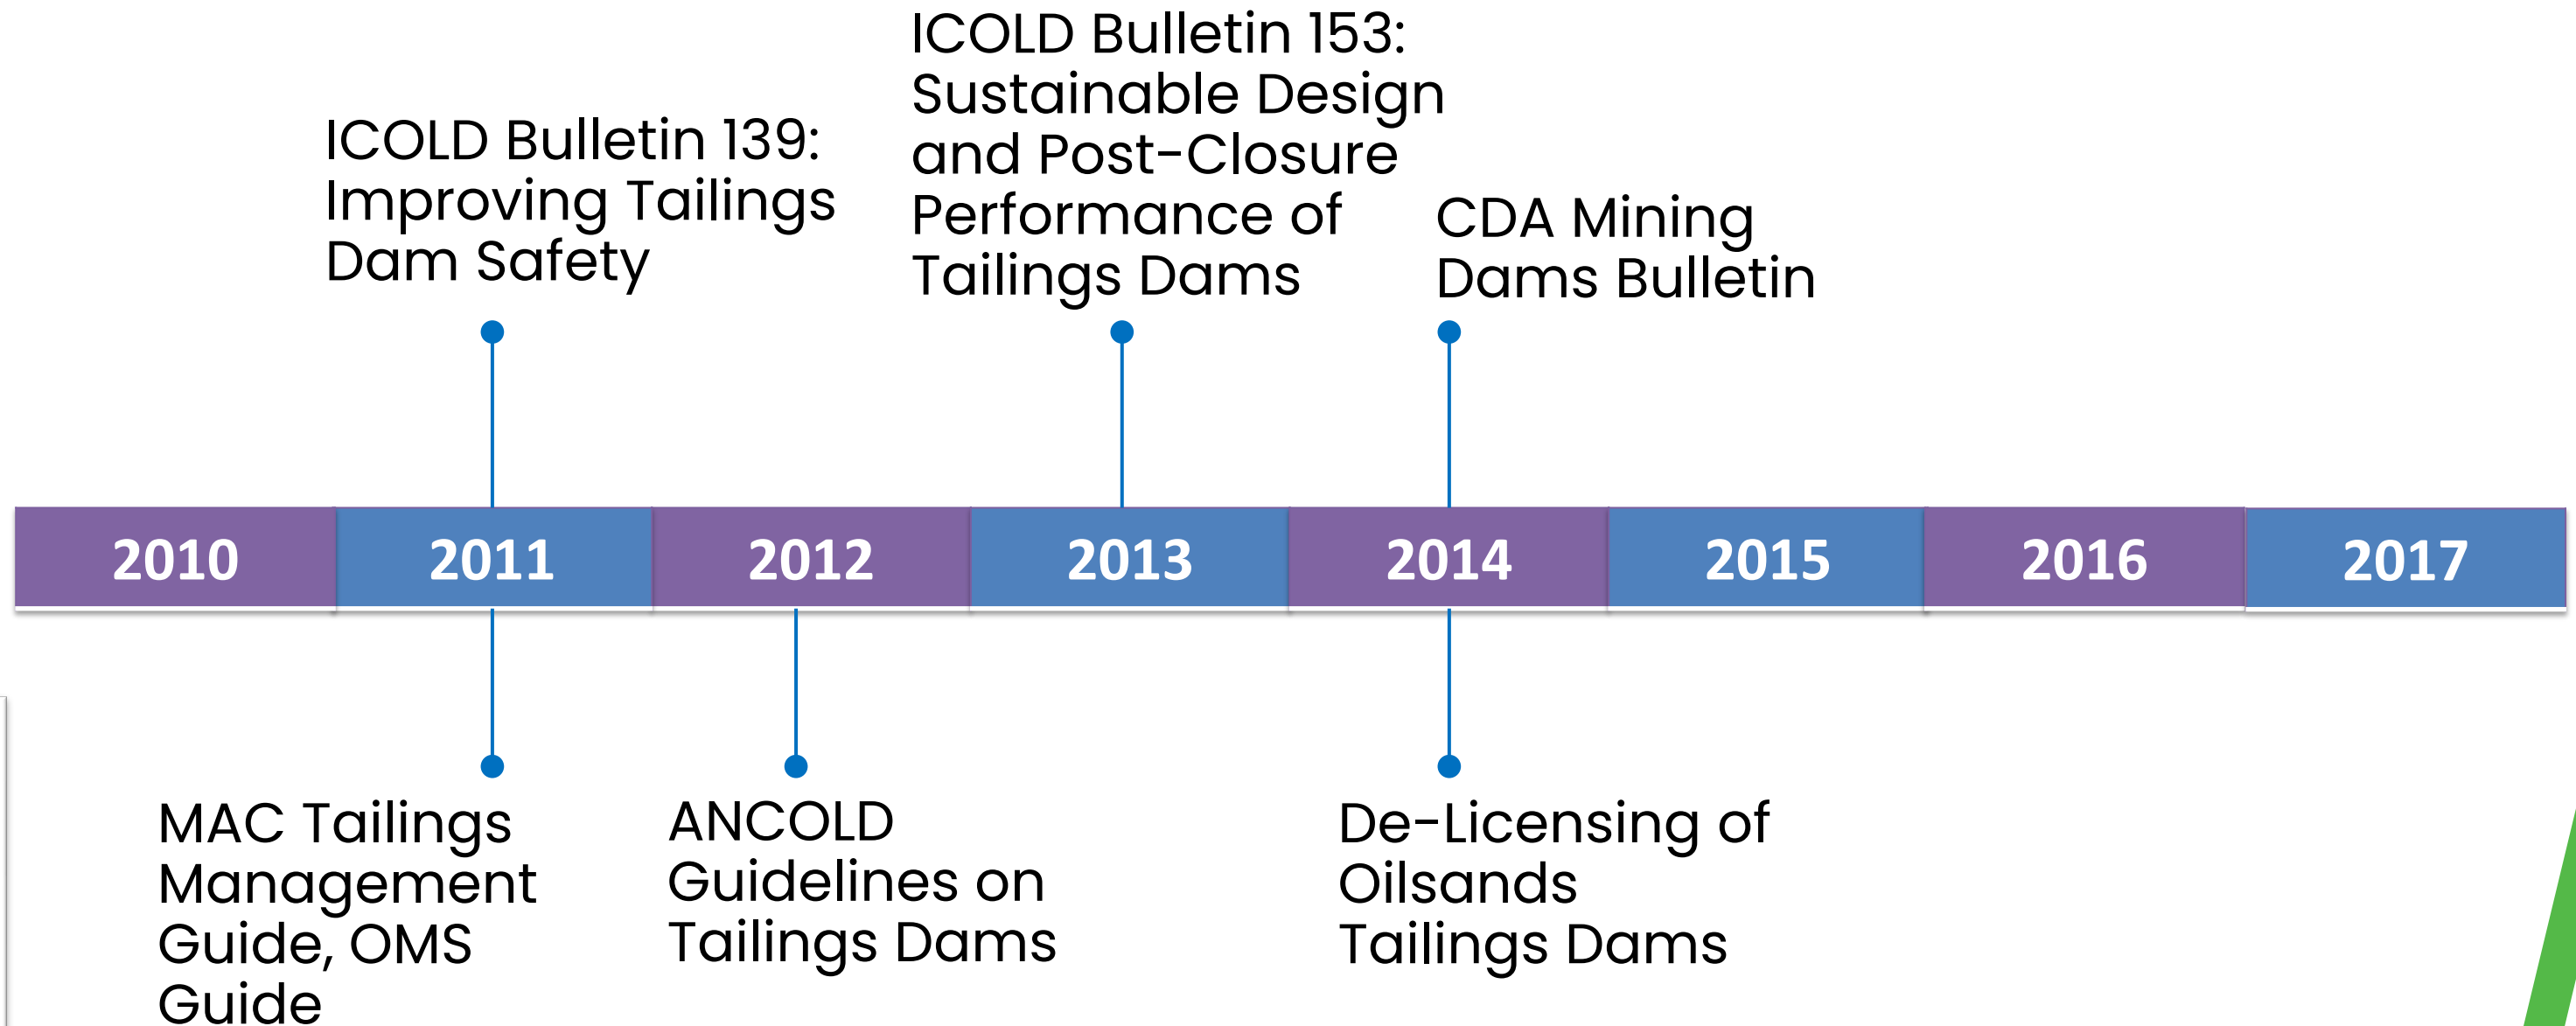 ICOLD Bulletin 139:
Improving Tailings
Dam Safety
ICOLD Bulletin 153:
Sustainable Design
and Post-Closure
Performance of
Tailings Dams
CDA Mining
Dams Bulletin
2010
2011
2012
2013
2014
2015
2016
2017
MAC Tailings
Management
Guide, OMS
Guide
ANCOLD
Guidelines on
Tailings Dams
De-Licensing of
Oilsands
Tailings Dams